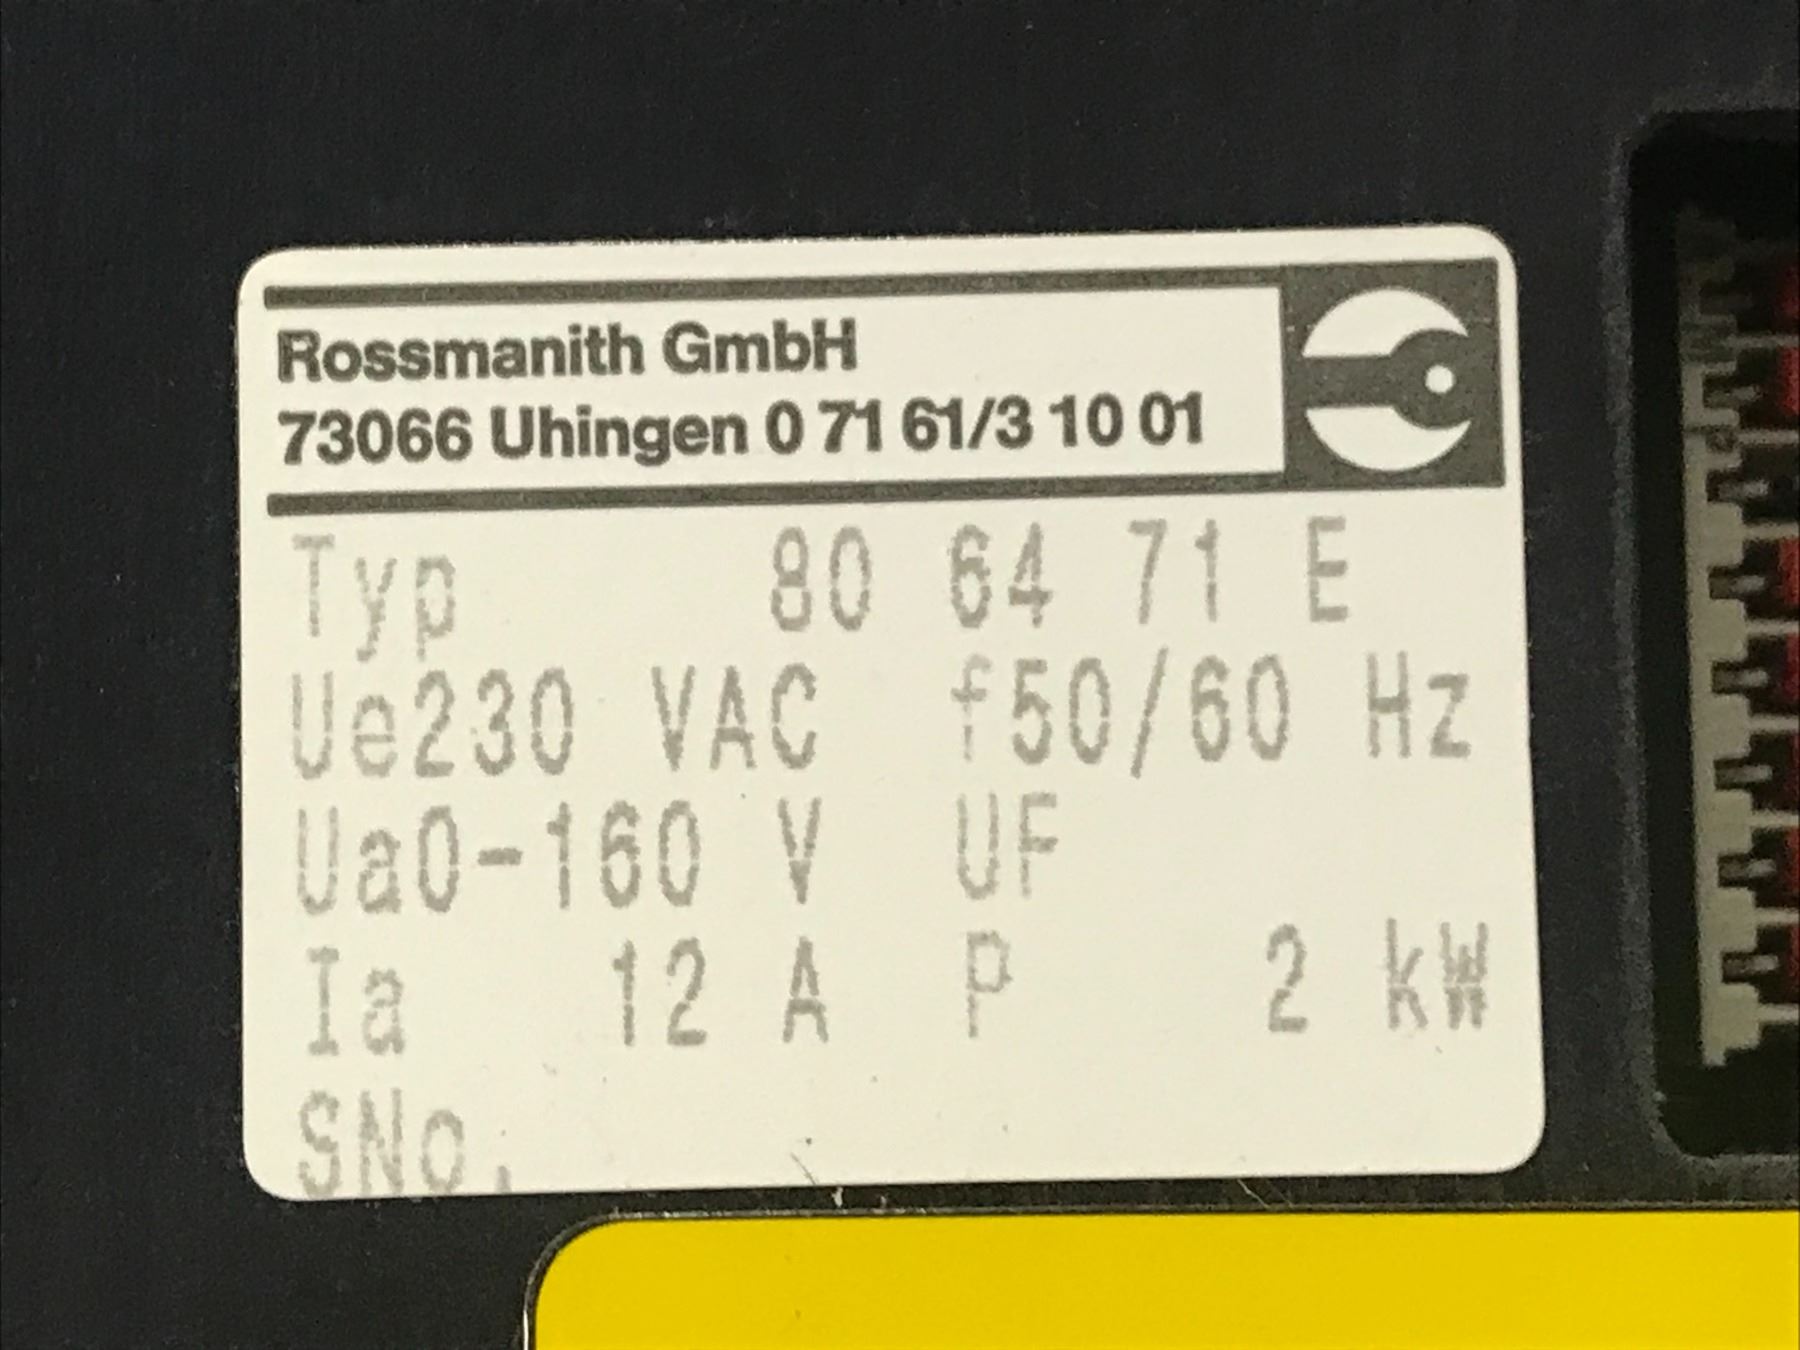 Rossmanith GmbH
73066 Uhingen 0 71 61/3 10 01
Typ 80 64 71 E
Ue230 VAC f50/60 Hz
Ua0-160 V UF
Ia 12 A P 2 kW
SNo.